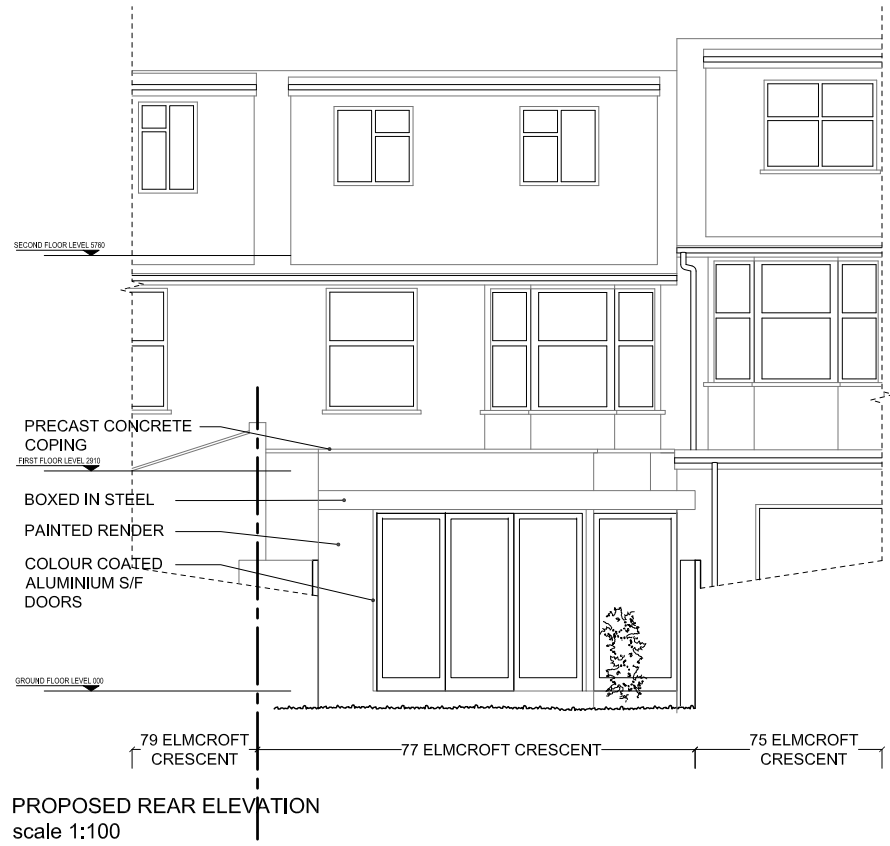 SECOND FLOOR LEVEL 5760
PRECAST CONCRETE
COPING
FIRST FLOOR LEVEL 2910
BOXED IN STEEL
PAINTED RENDER
COLOUR COATED
ALUMINIUM S/F
DOORS
GROUND FLOOR LEVEL 000
79 ELMCROFT
CRESCENT
77 ELMCROFT CRESCENT
75 ELMCROFT
CRESCENT
PROPOSED REAR ELEVATION
scale 1:100